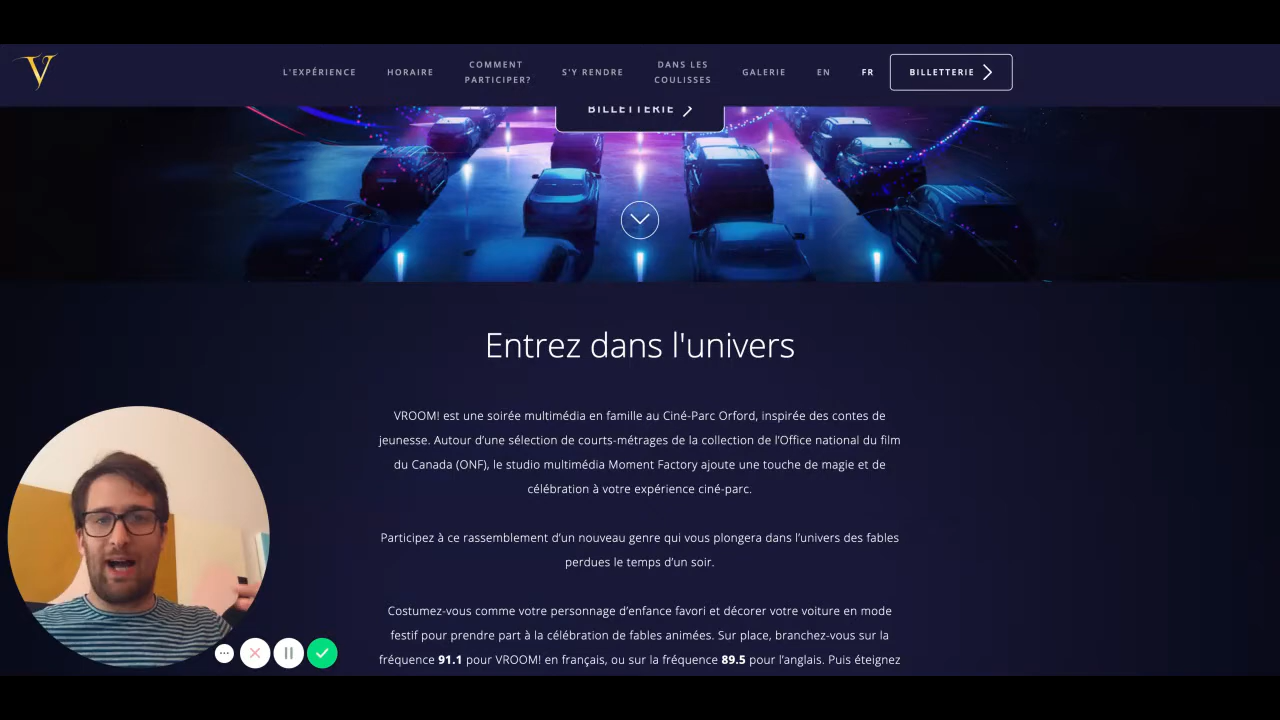 V
L'EXPÉRIENCE
HORAIRE
COMMENT
PARTICIPER?
S'Y RENDRE
DANS LES
COULISSES
GALERIE
EN
FR
BILLETTERIE
BILLETTERIE
Entrez dans l'univers
VROOM! est une soirée multimédia en famille au Ciné-Parc Orford, inspirée des contes de
jeunesse. Autour d’une sélection de courts-métrages de la collection de l’Office national du film
du Canada (ONF), le studio multimédia Moment Factory ajoute une touche de magie et de
célébration à votre expérience ciné-parc.
Participez à ce rassemblement d’un nouveau genre qui vous plongera dans l’univers des fables
perdues le temps d’un soir.
Costumez-vous comme votre personnage d’enfance favori et décorer votre voiture en mode
festif pour prendre part à la célébration de fables animées. Sur place, branchez-vous sur la
fréquence 91.1 pour VROOM! en français, ou sur la fréquence 89.5 pour l’anglais. Puis éteignez